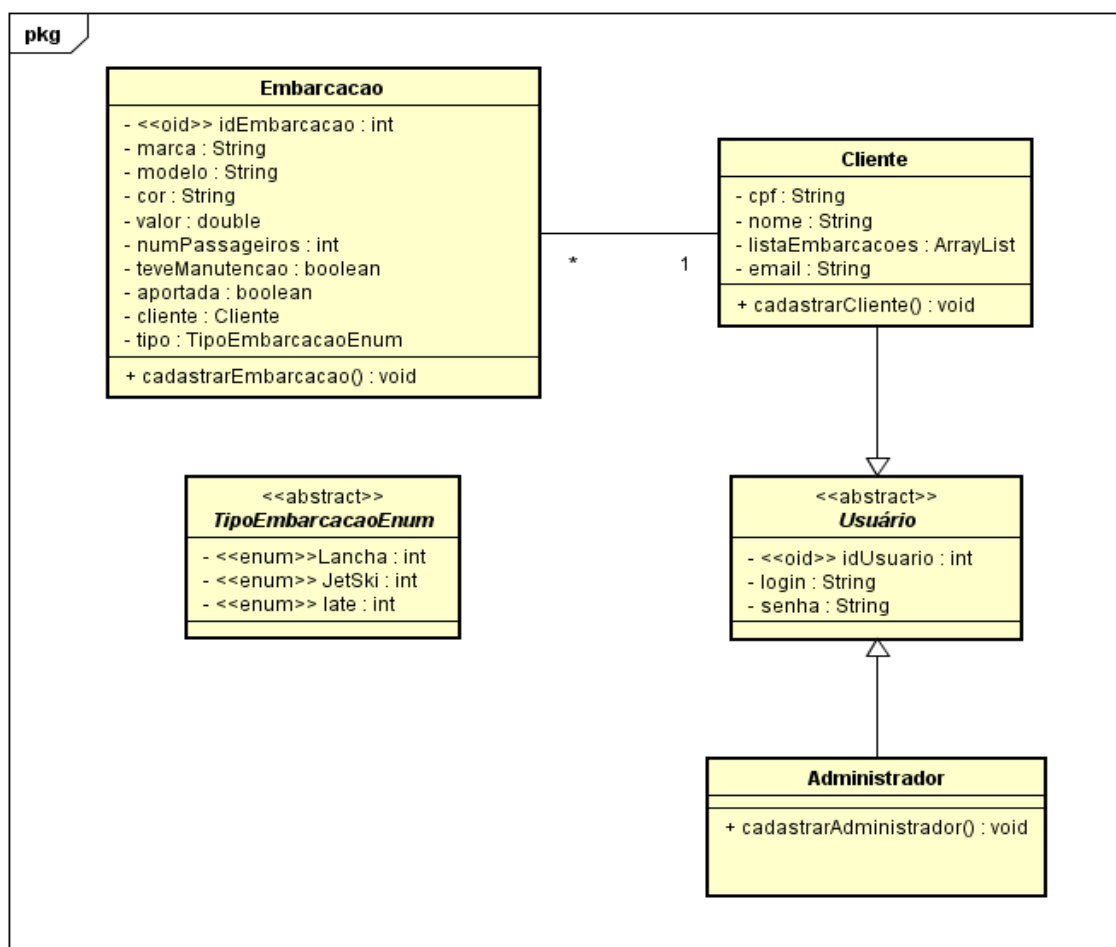 pkg
Embarcacao
- <<oid>> idEmbarcacao : int
- marca : String
- modelo : String
- cor : String
- valor : double
- numPassageiros : int
- teveManutencao : boolean
- aportada : boolean
- cliente : Cliente
- tipo : TipoEmbarcacaoEnum
+ cadastrarEmbarcacao() : void
* 1
Cliente
- cpf : String
- nome : String
- listaEmbarcacoes : ArrayList
- email : String
+ cadastrarCliente() : void
<<abstract>>
TipoEmbarcacaoEnum
- <<enum>>Lancha : int
- <<enum>> JetSki : int
- <<enum>> Iate : int
<<abstract>>
Usuário
- <<oid>> idUsuario : int
- login : String
- senha : String
Administrador
+ cadastrarAdministrador() : void